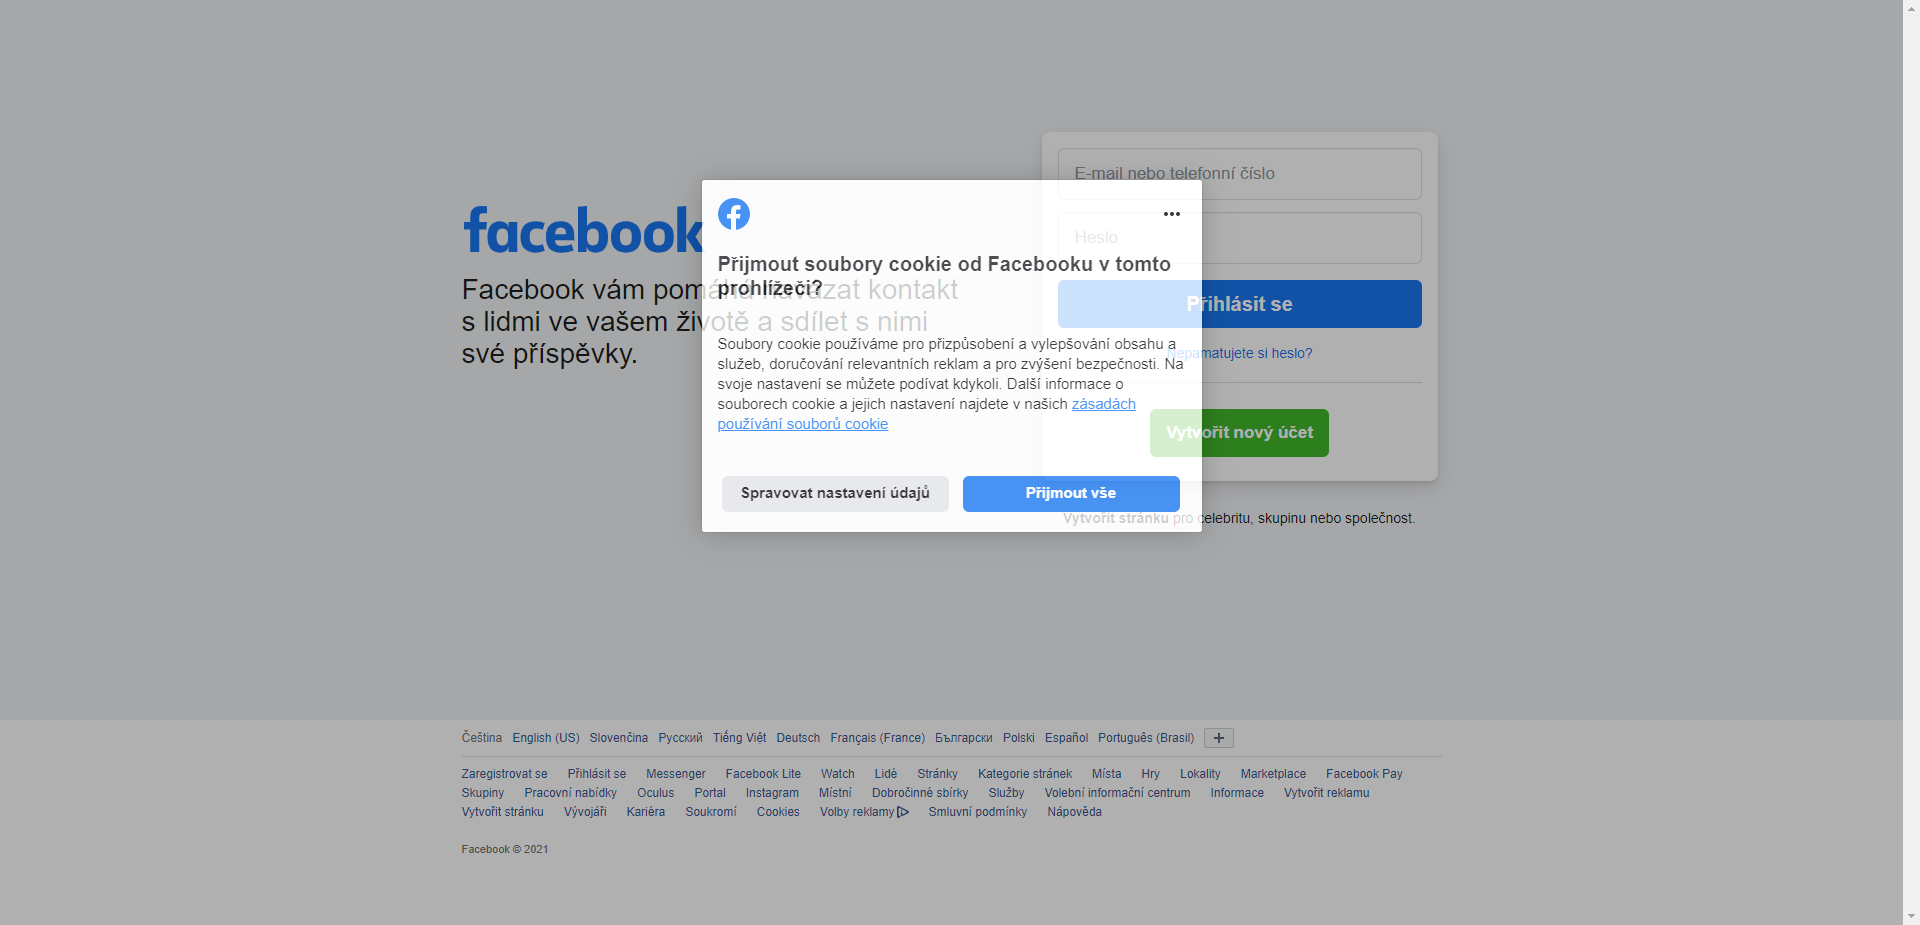 facebook
Facebook vám pomáhá navázat kontakt
s lidmi ve vašem životě a sdílet s nimi
své příspěvky.
E-mail nebo telefonní číslo
Heslo
Přihlásit se
Nepamatujete si heslo?
Vytvořit nový účet
Vytvořit stránku pro celebritu, skupinu nebo společnost.
Přijmout soubory cookie od Facebooku v tomto
prohlížeči?
Soubory cookie používáme pro přizpůsobení a vylepšování obsahu a
služeb, doručování relevantních reklam a pro zvýšení bezpečnosti. Na
svoje nastavení se můžete podívat kdykoli. Další informace o
souborech cookie a jejich nastavení najdete v našich zásadách
používání souborů cookie
Spravovat nastavení údajů Přijmout vše
Čeština English (US) Slovenčina Русский Tiếng Việt Deutsch Français (France) Български Polski Español Português (Brasil) +
Zaregistrovat se Přihlásit se Messenger Facebook Lite Watch Lidé Stránky Kategorie stránek Místa Hry Lokality Marketplace Facebook Pay
Skupiny Pracovní nabídky Oculus Portal Instagram Místní Dobročinné sbírky Služby Volební informační centrum Informace Vytvořit reklamu
Vytvořit stránku Vývojáři Kariéra Soukromí Cookies Volby reklamy Smluvní podmínky Nápověda
Facebook © 2021